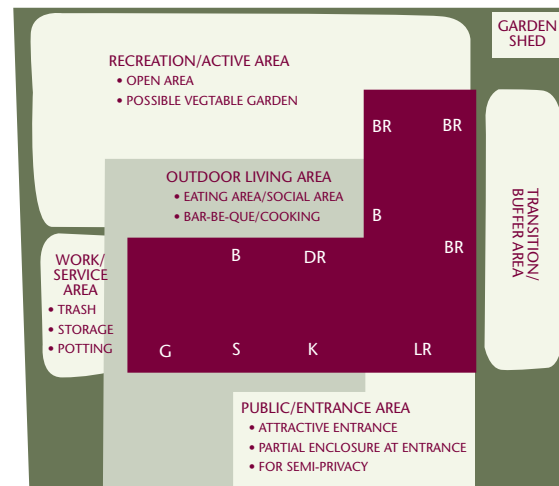 GARDEN
SHED
RECREATION/ACTIVE AREA
• OPEN AREA
• POSSIBLE VEGTABLE GARDEN
BR
BR
OUTDOOR LIVING AREA
• EATING AREA/SOCIAL AREA
• BAR-BE-QUE/COOKING
B
BR
TRANSITION/
BUFFER AREA
WORK/
SERVICE
AREA
• TRASH
• STORAGE
• POTTING
B
DR
G
S
K
LR
PUBLIC/ENTRANCE AREA
• ATTRACTIVE ENTRANCE
• PARTIAL ENCLOSURE AT ENTRANCE
• FOR SEMI-PRIVACY